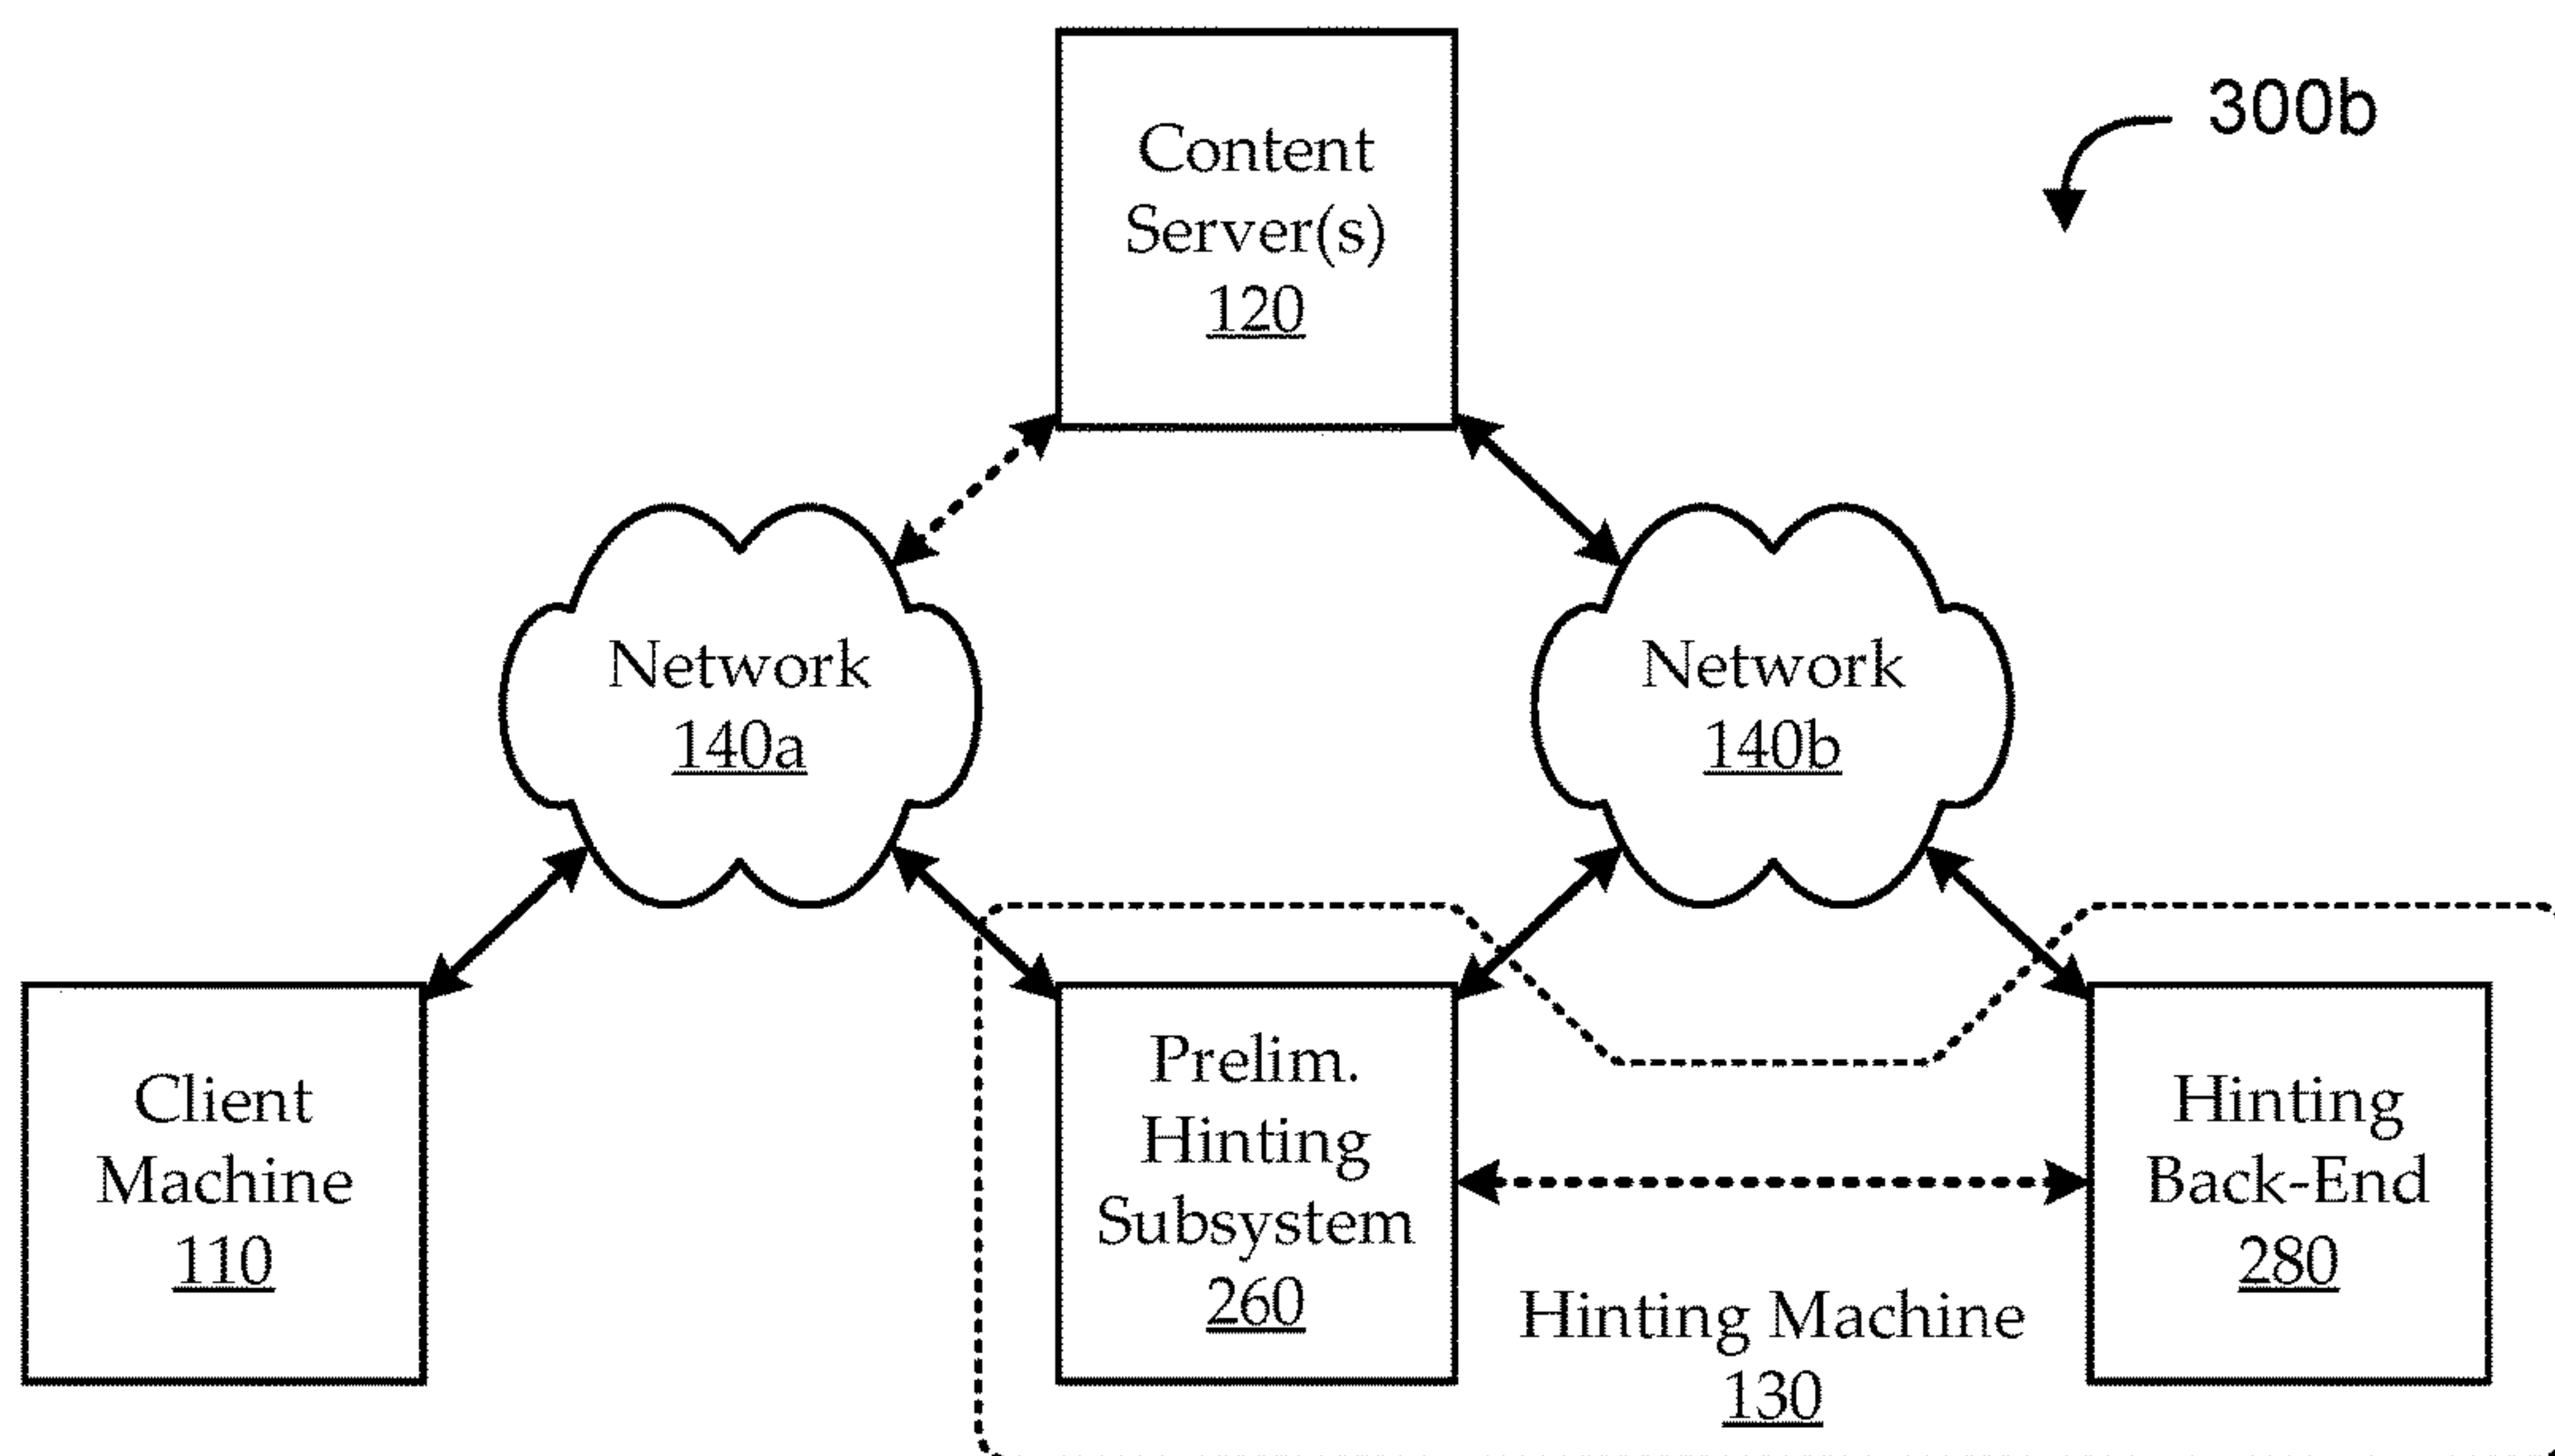 Content
Server(s)
120
300b
Network
140a
Network
140b
Client
Machine
110
Prelim.
Hinting
Subsystem
260
Hinting Machine
130
Hinting
Back-End
280